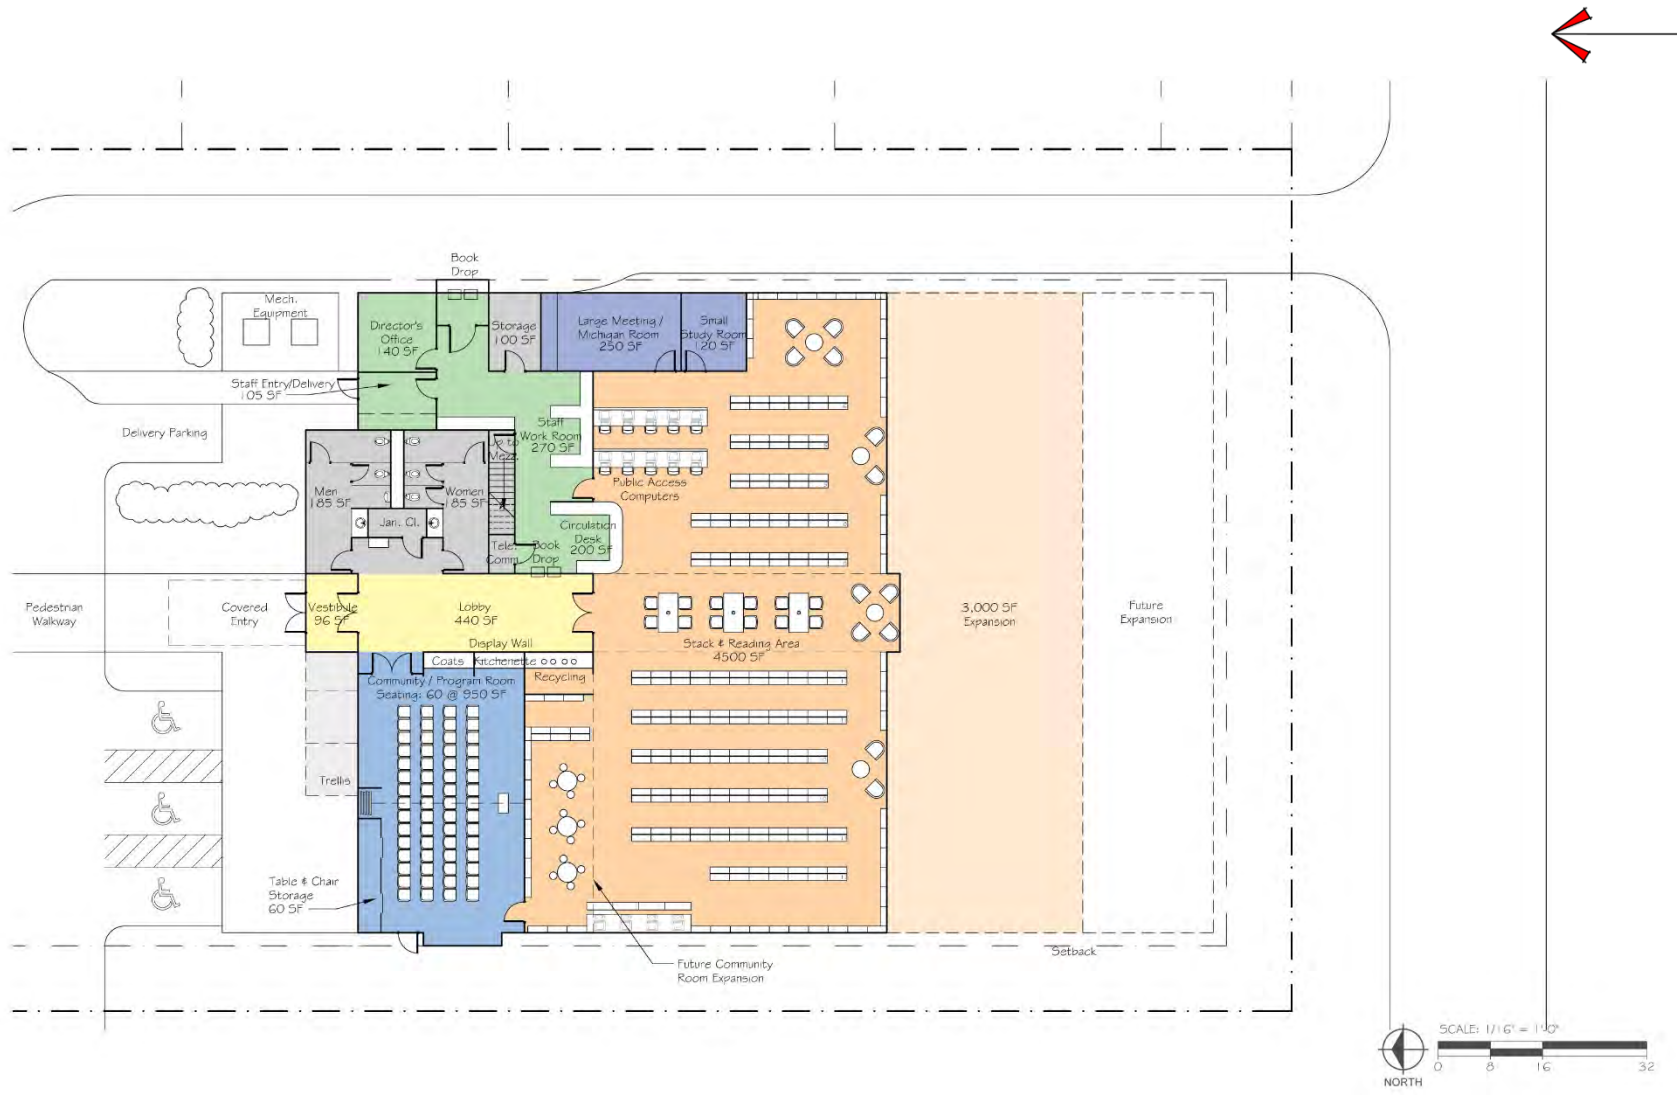 Book
Drop
Mech.
Equipment
Director's
Office
140 SF
Storage
100 SF
Large Meeting /
Michigan Room
250 SF
Small
Study Room
120 SF
Staff Entry/Delivery
105 SF
Delivery Parking
Staff
Work Room
270 SF
Up to
Mezz.
Men
185 SF
Women
185 SF
Public Access
Computers
Jan. Cl.
Circulation
Desk
200 SF
Tele.
Comm.
Book
Drop
Pedestrian
Walkway
Covered
Entry
Vestibule
96 SF
Lobby
440 SF
Display Wall
3,000 SF
Expansion
Future
Expansion
Stack & Reading Area
4500 SF
Coats
Kitchenette
Recycling
Community / Program Room
Seating: 60 @ 950 SF
Trellis
Table & Chair
Storage
60 SF
Setback
Future Community
Room Expansion
SCALE: 1/16" = 1'-0"
0 8 16 32
NORTH